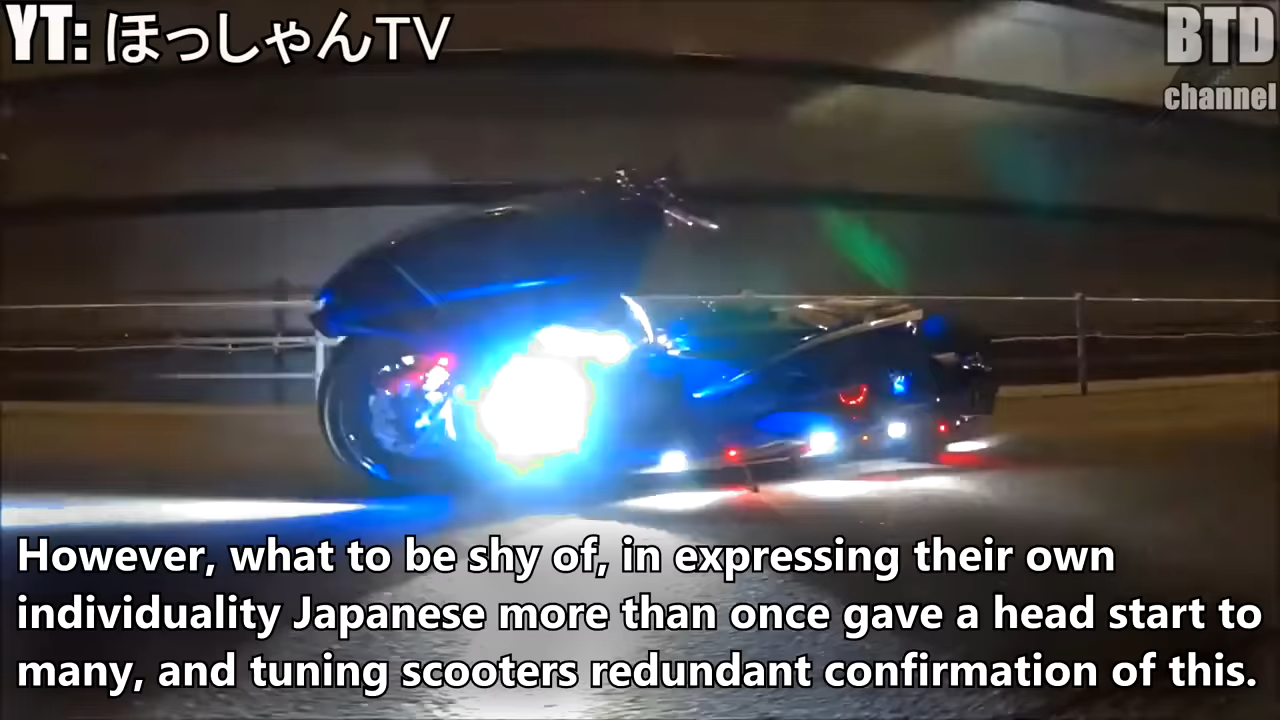 YT: ほっしゃんTV
BTD
channel
However, what to be shy of, in expressing their own
individuality Japanese more than once gave a head start to
many, and tuning scooters redundant confirmation of this.